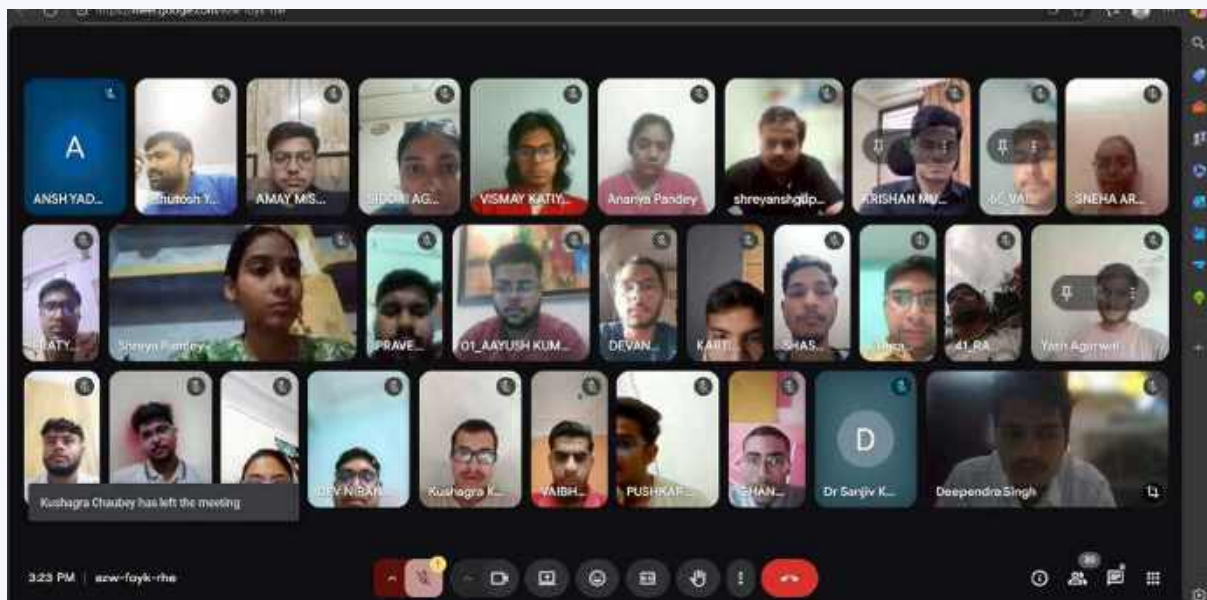 A
ANSH YAD...
AMAY MIS...
VISMAY KATIY...
Ananya Pandey
shreyanshgup...
KRISHAN MU...
SNEHA AR...
Shreya Pandey
PRAVE...
01_AAYUSH KUM...
DEVAN...
KARTI...
SHAS...
41_RA...
Yash Agarwal
DEV NIRAN...
Kushagra K...
VAIBH...
PUSHKAR...
D
Dr Sanjiv K...
Deependra Singh
Kushagra Chaubey has left the meeting
3:23 PM | azw-foyk-rhe